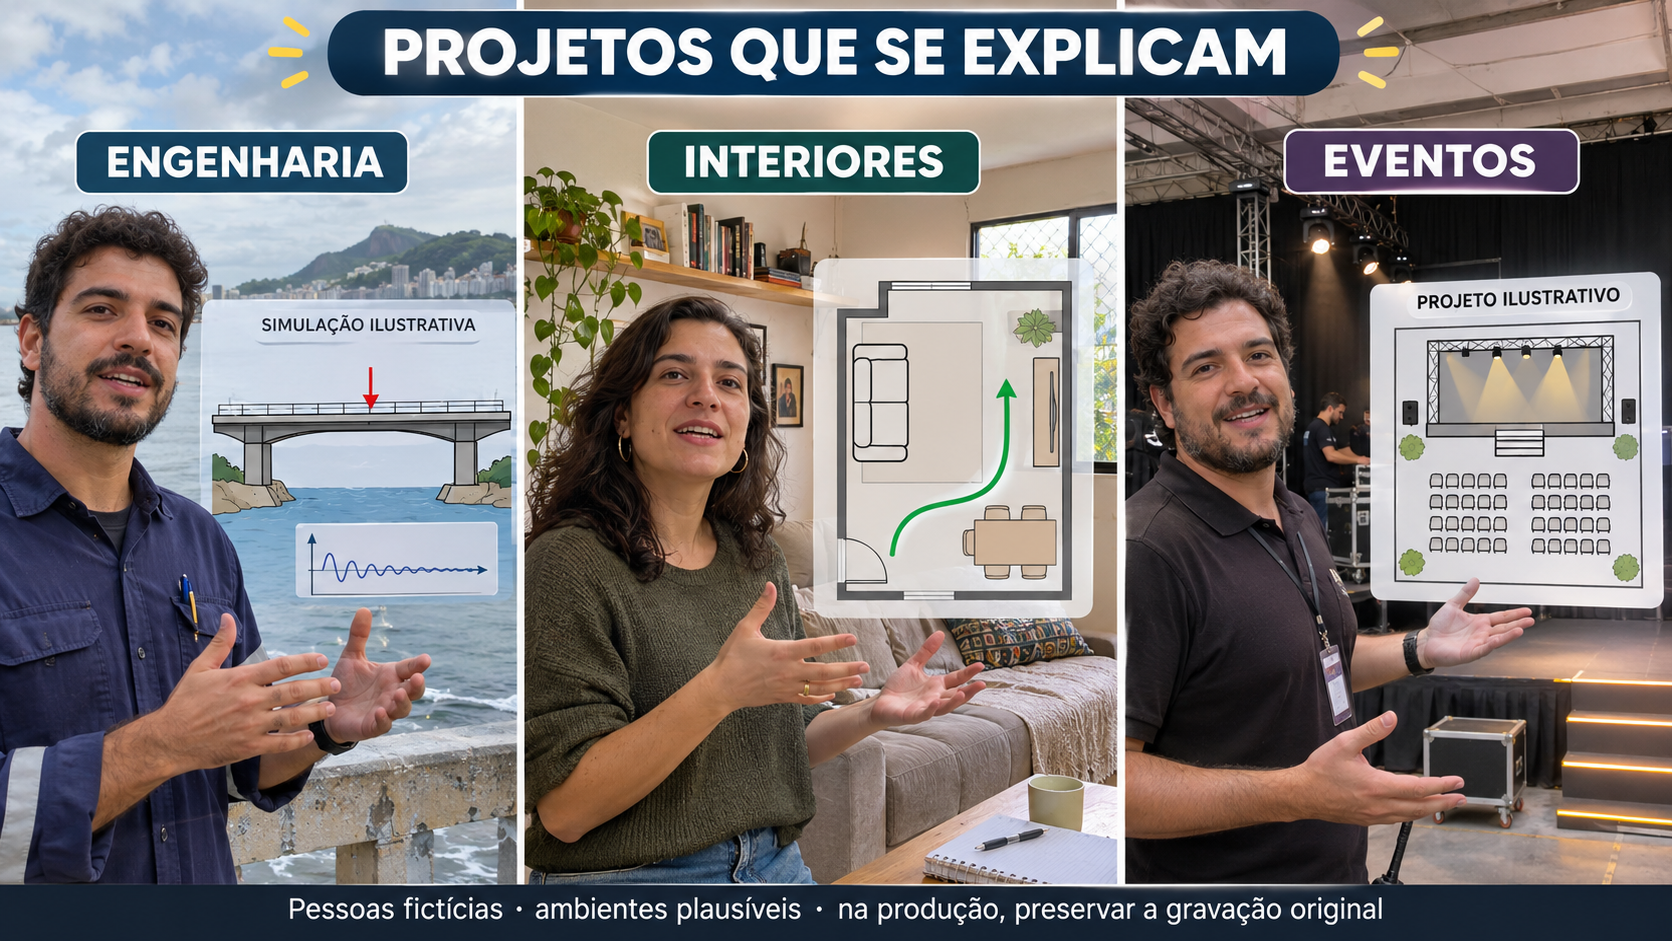 PROJETOS QUE SE EXPLICAM
ENGENHARIA
INTERIORES
EVENTOS
SIMULAÇÃO ILUSTRATIVA
PROJETO ILUSTRATIVO
Pessoas fictícias • ambientes plausíveis • na produção, preservar a gravação original